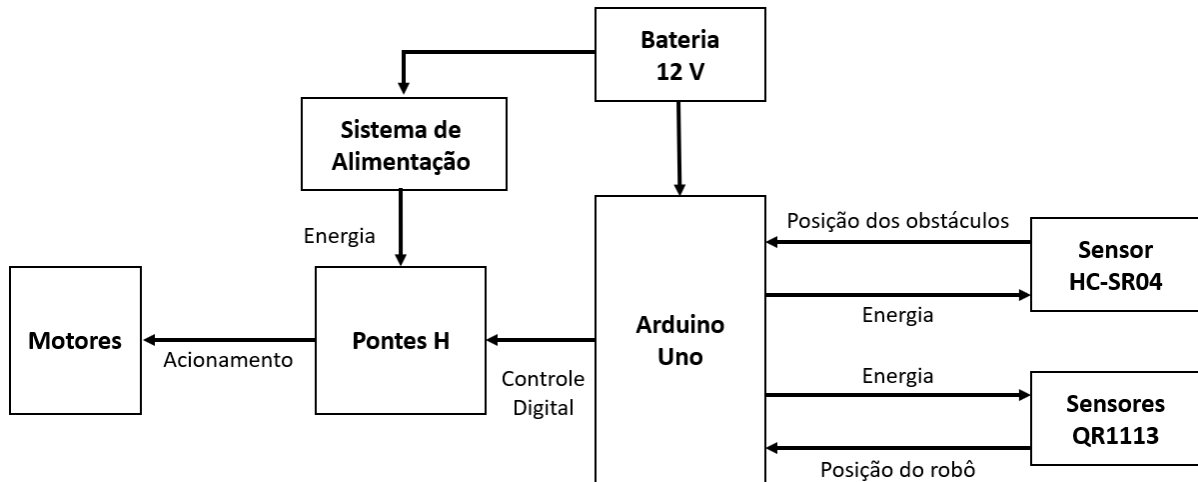 Bateria
12 V
Sistema de
Alimentação
Energia
Posição dos obstáculos
Sensor
HC-SR04
Energia
Motores
Acionamento
Pontes H
Controle
Digital
Arduino
Uno
Energia
Sensores
QR1113
Posição do robô